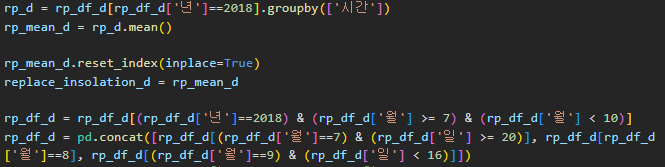 rp_d = rp_df_d[rp_df_d['년']==2018].groupby(['시간'])
rp_mean_d = rp_d.mean()
rp_mean_d.reset_index(inplace=True)
replace_insolation_d = rp_mean_d
rp_df_d = rp_df_d[(rp_df_d['년']==2018) & (rp_df_d['월'] >= 7) & (rp_df_d['월'] < 10)]
rp_df_d = pd.concat([rp_df_d[(rp_df_d['월']==7) & (rp_df_d['일'] >= 20)], rp_df_d[rp_df_d
['월']==8], rp_df_d[(rp_df_d['월']==9) & (rp_df_d['일'] < 16)]])